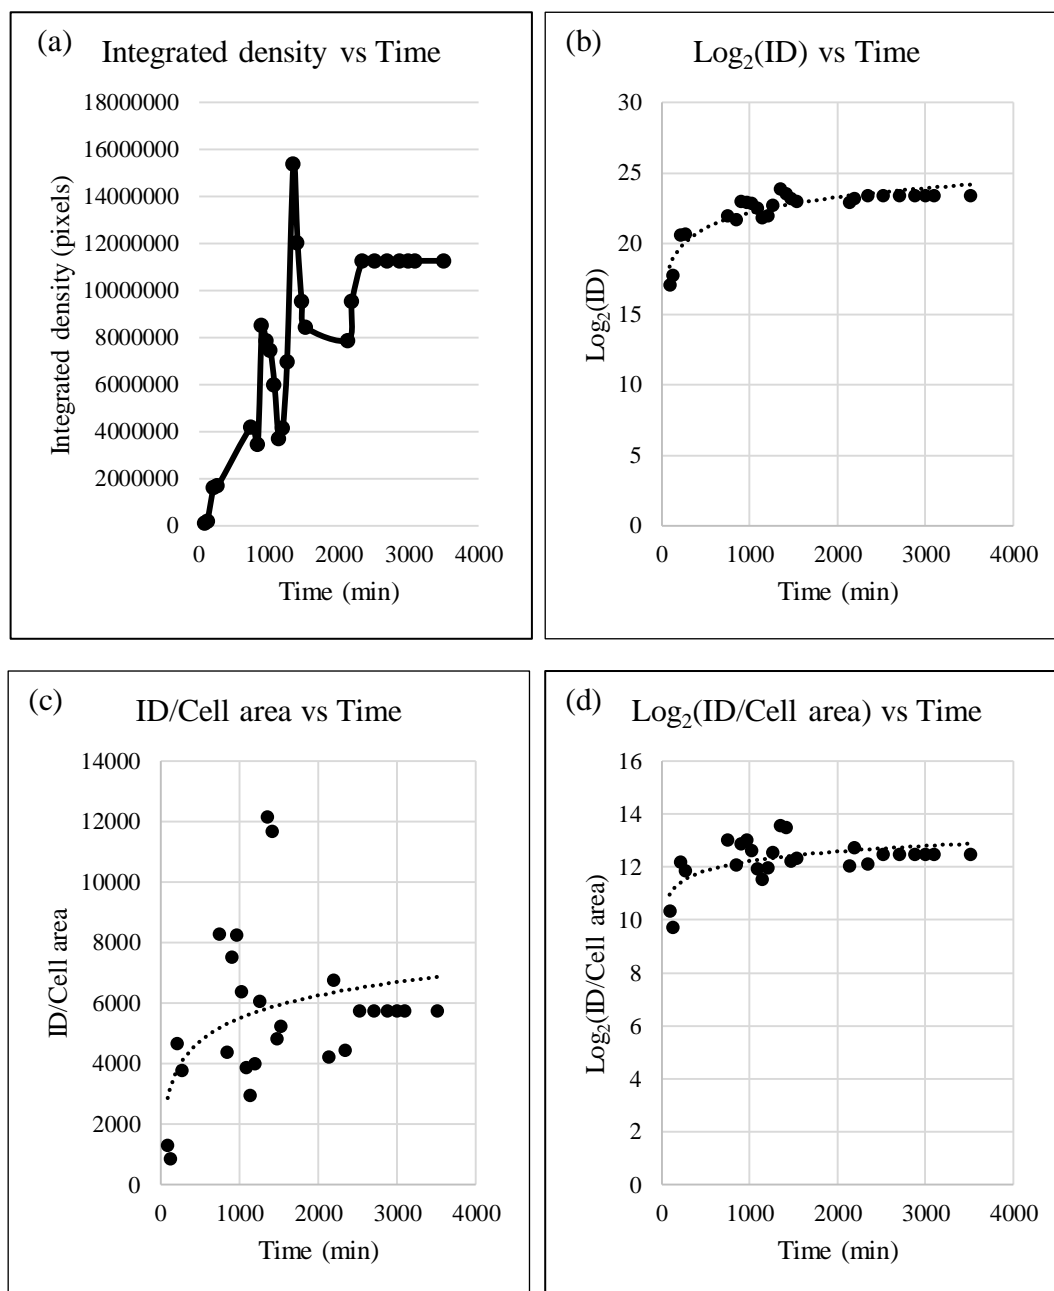 (a) Integrated density vs Time
18000000
16000000
14000000
12000000
10000000
8000000
6000000
4000000
2000000
0
Integrated density (pixels)
0 1000 2000 3000 4000
Time (min)
(b) Log₂(ID) vs Time
30
25
20
15
10
5
0
Log₂(ID)
0 1000 2000 3000 4000
Time (min)
(c) ID/Cell area vs Time
14000
12000
10000
8000
6000
4000
2000
0
ID/Cell area
0 1000 2000 3000 4000
Time (min)
(d) Log₂(ID/Cell area) vs Time
16
14
12
10
8
6
4
2
0
Log₂(ID/Cell area)
0 1000 2000 3000 4000
Time (min)